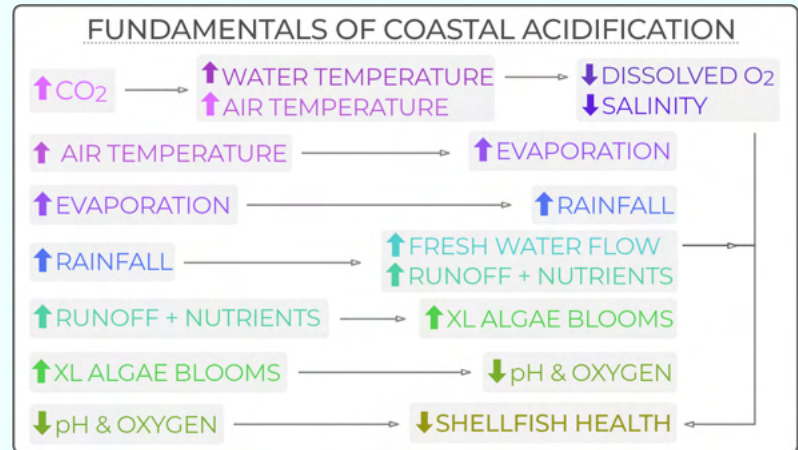 FUNDAMENTALS OF COASTAL ACIDIFICATION
CO₂
WATER TEMPERATURE
AIR TEMPERATURE
DISSOLVED O₂
SALINITY
AIR TEMPERATURE
EVAPORATION
EVAPORATION
RAINFALL
RAINFALL
FRESH WATER FLOW
RUNOFF + NUTRIENTS
RUNOFF + NUTRIENTS
XL ALGAE BLOOMS
XL ALGAE BLOOMS
pH & OXYGEN
pH & OXYGEN
SHELLFISH HEALTH